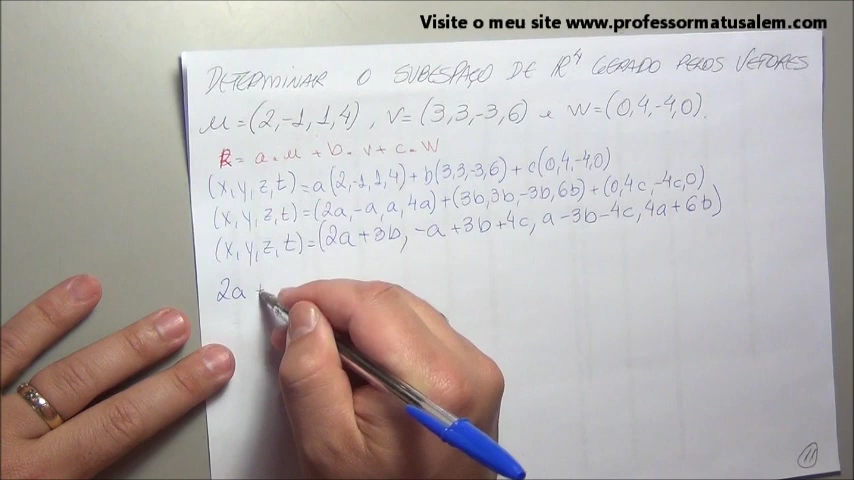 Visite o meu site www.professormatusalem.com
DETERMINAR O SUBESPAÇO DE R⁴ GERADO PELOS VETORES
u=(2,-1,1,4), v=(3,3,-3,6) e w=(0,4,-4,0).
R= a.u + b.v + c.w
(x,y,z,t)=a(2,-1,1,4)+b(3,3,-3,6)+c(0,4,-4,0)
(x,y,z,t)=(2a,-a,a,4a)+(3b,3b,-3b,6b)+(0,4c,-4c,0)
(x,y,z,t)=(2a+3b, -a+3b+4c, a-3b-4c, 4a+6b)
2a +
11